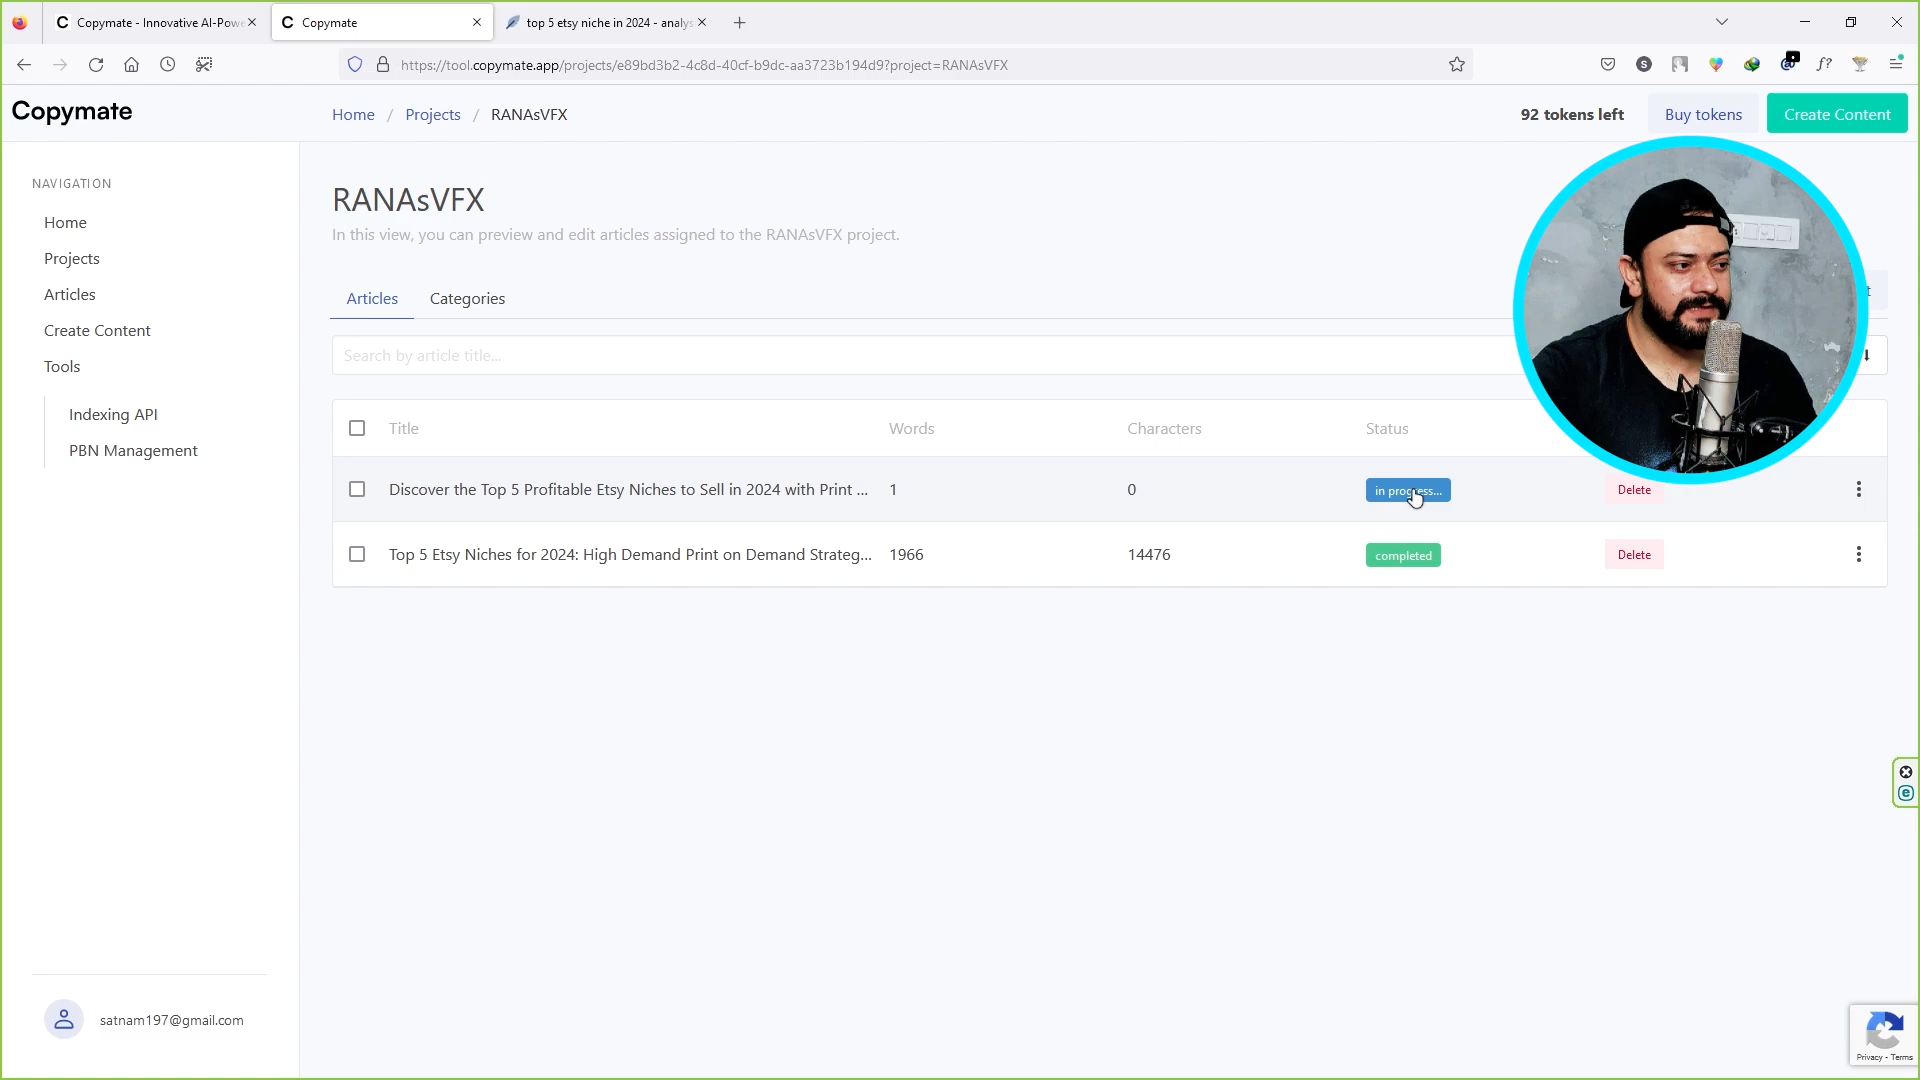 C Copymate - Innovative AI-Powe
C Copymate
top 5 etsy niche in 2024 - analys
https://tool.copymate.app/projects/e89bd3b2-4c8d-40cf-b9dc-aa3723b194d9?project=RANAsVFX
S
f?
Copymate
Home / Projects / RANAsVFX
92 tokens left
Buy tokens
Create Content
NAVIGATION
Home
Projects
Articles
Create Content
Tools
Indexing API
PBN Management
RANAsVFX
In this view, you can preview and edit articles assigned to the RANAsVFX project.
Articles
Categories
t
Search by article title...
Title
Words
Characters
Status
Discover the Top 5 Profitable Etsy Niches to Sell in 2024 with Print ...
1
0
in progress...
Delete
Top 5 Etsy Niches for 2024: High Demand Print on Demand Strateg...
1966
14476
completed
Delete
satnam197@gmail.com
Privacy - Terms